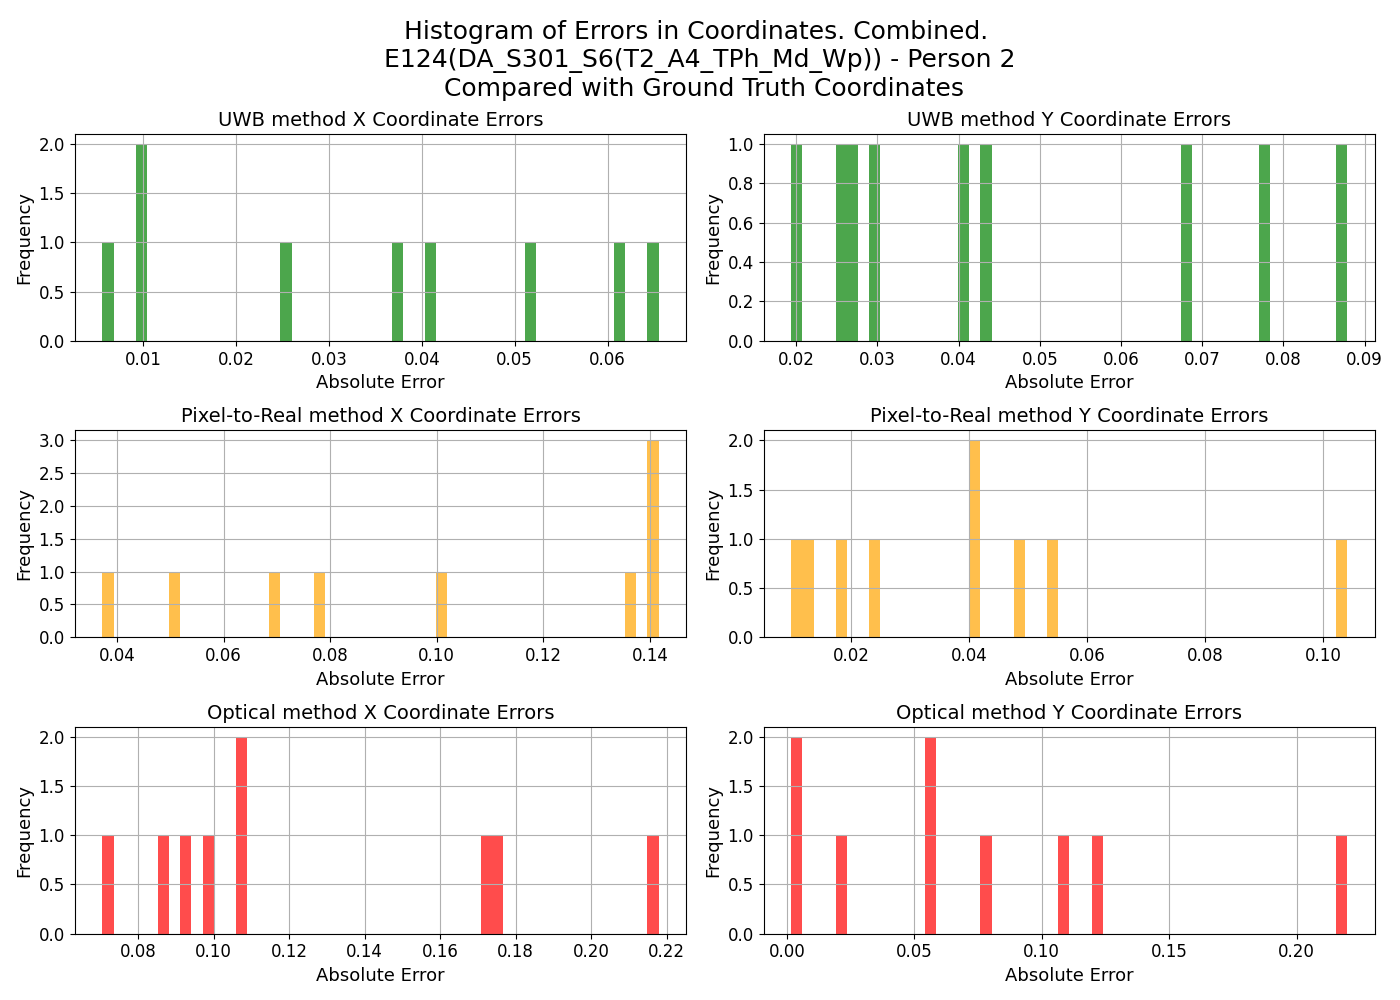 Histogram of Errors in Coordinates. Combined.
E124(DA_S301_S6(T2_A4_TPh_Md_Wp)) - Person 2
Compared with Ground Truth Coordinates
UWB method X Coordinate Errors
2.0
1.5
1.0
0.5
0.0
Frequency
0.01 0.02 0.03 0.04 0.05 0.06
Absolute Error
UWB method Y Coordinate Errors
1.0
0.8
0.6
0.4
0.2
0.0
Frequency
0.02 0.03 0.04 0.05 0.06 0.07 0.08 0.09
Absolute Error
Pixel-to-Real method X Coordinate Errors
3.0
2.5
2.0
1.5
1.0
0.5
0.0
Frequency
0.04 0.06 0.08 0.10 0.12 0.14
Absolute Error
Pixel-to-Real method Y Coordinate Errors
2.0
1.5
1.0
0.5
0.0
Frequency
0.02 0.04 0.06 0.08 0.10
Absolute Error
Optical method X Coordinate Errors
2.0
1.5
1.0
0.5
0.0
Frequency
0.08 0.10 0.12 0.14 0.16 0.18 0.20 0.22
Absolute Error
Optical method Y Coordinate Errors
2.0
1.5
1.0
0.5
0.0
Frequency
0.00 0.05 0.10 0.15 0.20
Absolute Error